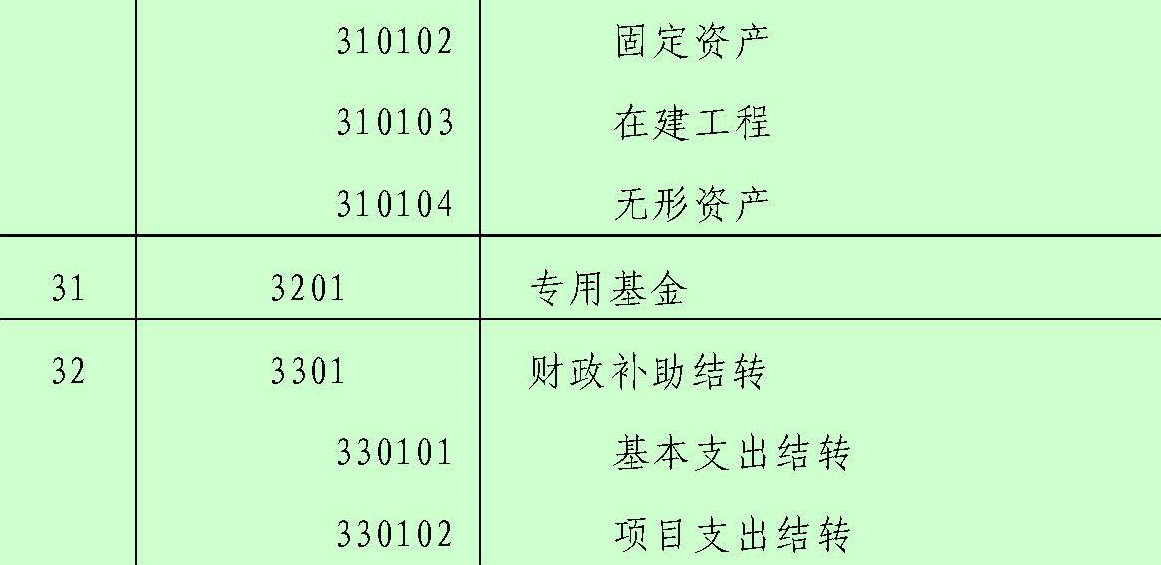 310102 固定资产
310103 在建工程
310104 无形资产
31 3201 专用基金
32 3301 财政补助结转
330101 基本支出结转
330102 项目支出结转